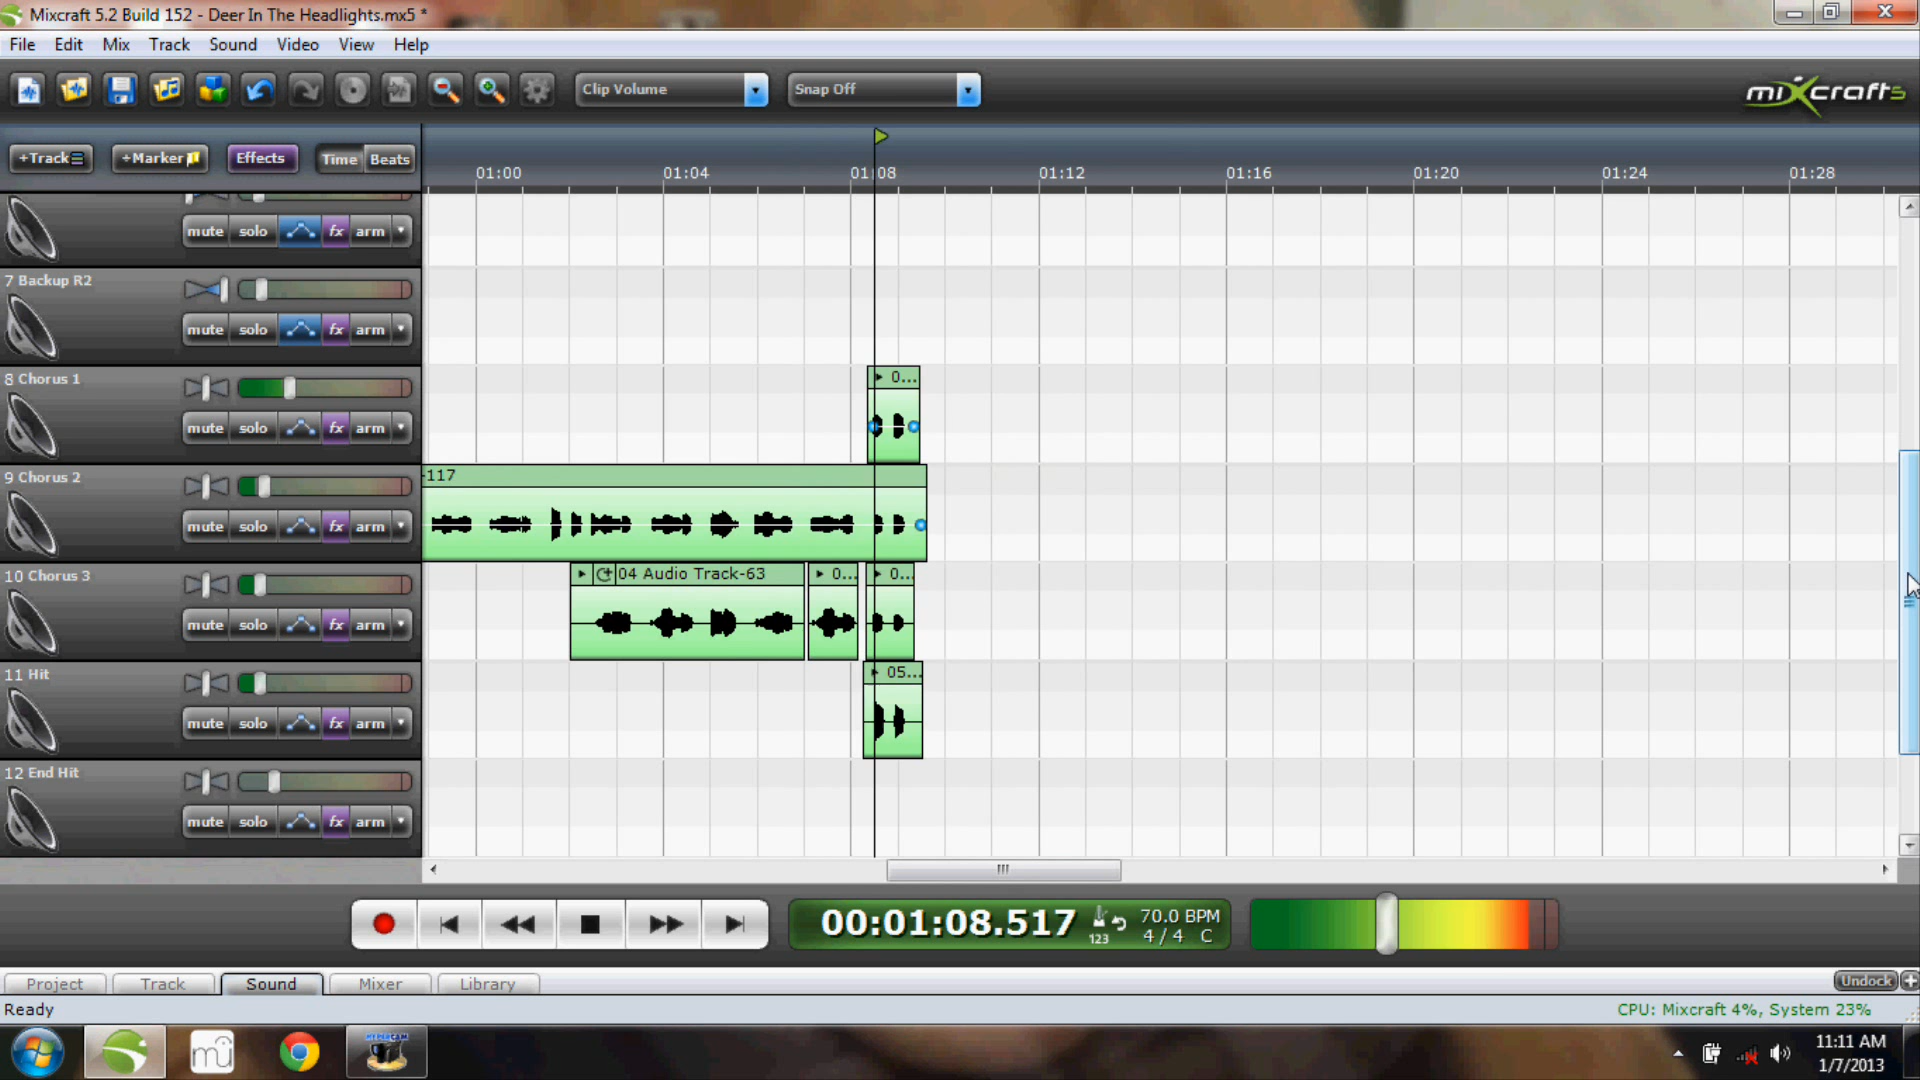 Mixcraft 5.2 Build 152 - Deer In The Headlights.mx5 *
File Edit Mix Track Sound Video View Help
Clip Volume Snap Off mixcraft5
+Track +Marker Effects Time Beats
01:00 01:04 01:08 01:12 01:16 01:20 01:24 01:28
mute solo fx arm
7 Backup R2
mute solo fx arm
8 Chorus 1 0...
mute solo fx arm
9 Chorus 2 -117
mute solo fx arm
10 Chorus 3 04 Audio Track-63 0... 0...
mute solo fx arm
11 Hit 05...
mute solo fx arm
12 End Hit
mute solo fx arm
00:01:08.517 123 70.0 BPM
4 / 4 C
Project Track Sound Mixer Library Undock
Ready CPU: Mixcraft 4%, System 23%
HYPERCAM
11:11 AM
1/7/2013